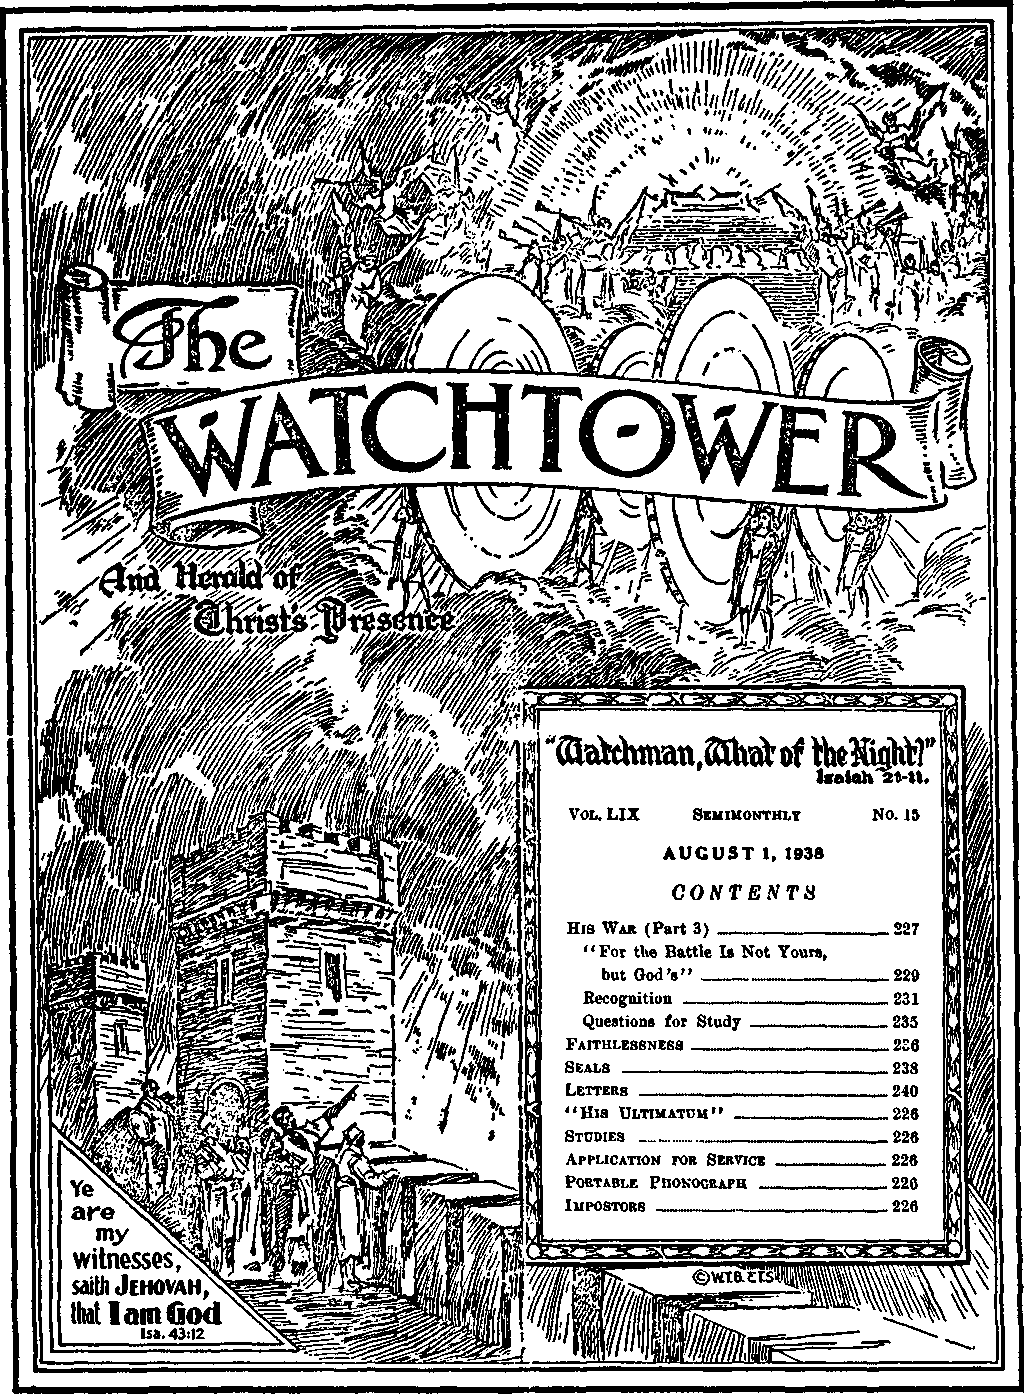 The
WATCHTOWER
And Herald of
Christ's Presence
"Watchman, What of the Night?"
Isaiah 21-11.
VOL. LIX SEMIMONTHLY NO. 15
AUGUST 1, 1938
CONTENTS
HIS WAR (Part 3) 227
"For the Battle Is Not Yours,
but God's" 229
Recognition 231
Questions for Study 235
FAITHLESSNESS 236
SEALS 238
LETTERS 240
"HIS ULTIMATUM" 226
STUDIES 226
APPLICATION FOR SERVICE 226
PORTABLE PHONOGRAPH 226
IMPOSTORS 226
Ye
are
my
witnesses,
saith JEHOVAH,
that I am God
Isa. 43:12
©W.T.B.&T.S.